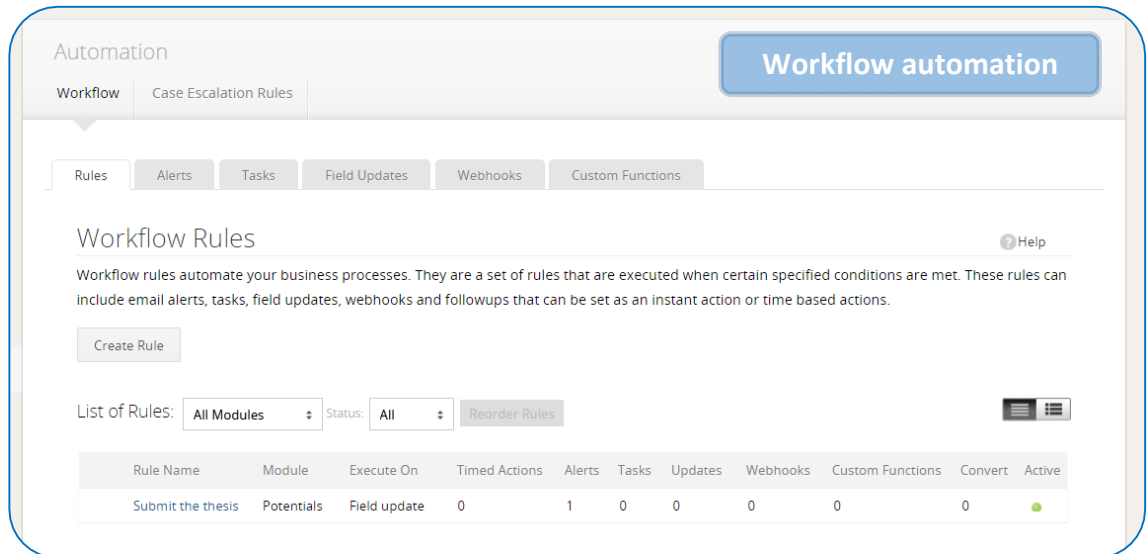 Automation
Workflow automation
Workflow Case Escalation Rules
Rules Alerts Tasks Field Updates Webhooks Custom Functions
Workflow Rules
? Help
Workflow rules automate your business processes. They are a set of rules that are executed when certain specified conditions are met. These rules can
include email alerts, tasks, field updates, webhooks and followups that can be set as an instant action or time based actions.
Create Rule
List of Rules: All Modules Status: All Reorder Rules
Rule Name Module Execute On Timed Actions Alerts Tasks Updates Webhooks Custom Functions Convert Active
Submit the thesis Potentials Field update 0 1 0 0 0 0 0